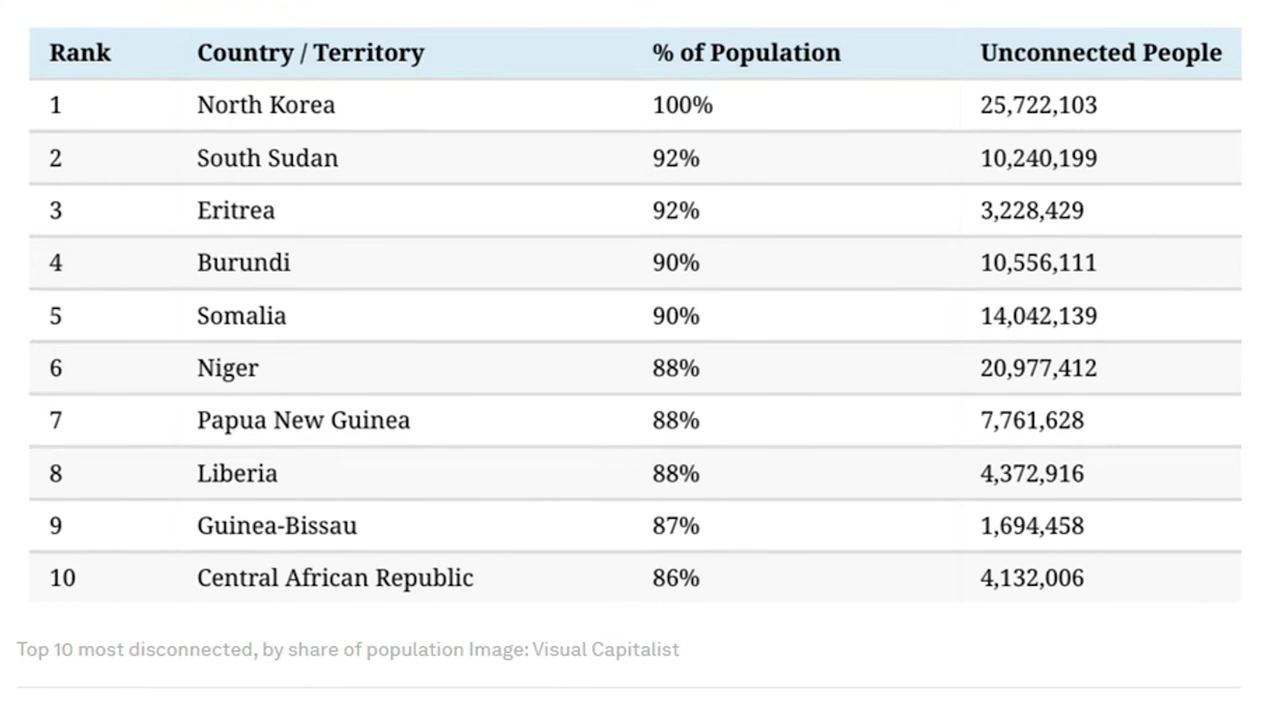 Rank Country / Territory % of Population Unconnected People
1 North Korea 100% 25,722,103
2 South Sudan 92% 10,240,199
3 Eritrea 92% 3,228,429
4 Burundi 90% 10,556,111
5 Somalia 90% 14,042,139
6 Niger 88% 20,977,412
7 Papua New Guinea 88% 7,761,628
8 Liberia 88% 4,372,916
9 Guinea-Bissau 87% 1,694,458
10 Central African Republic 86% 4,132,006
Top 10 most disconnected, by share of population Image: Visual Capitalist